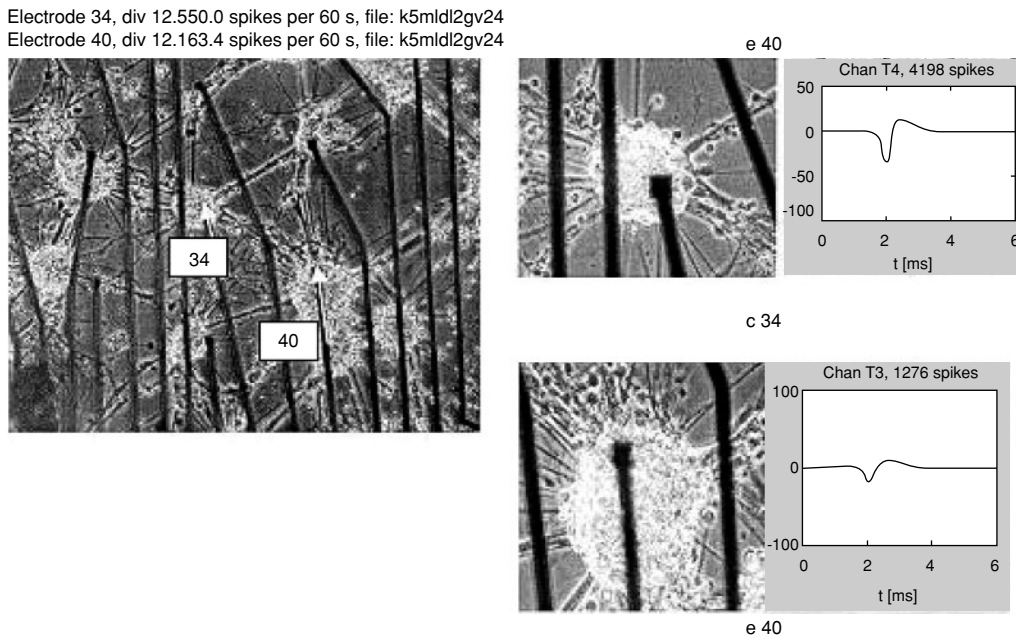 Electrode 34, div 12.550.0 spikes per 60 s, file: k5mldl2gv24
Electrode 40, div 12.163.4 spikes per 60 s, file: k5mldl2gv24
34
40
e 40
Chan T4, 4198 spikes
50
0
-50
-100
0 2 4 6
t [ms]
c 34
Chan T3, 1276 spikes
100
0
-100
0 2 4 6
t [ms]
e 40